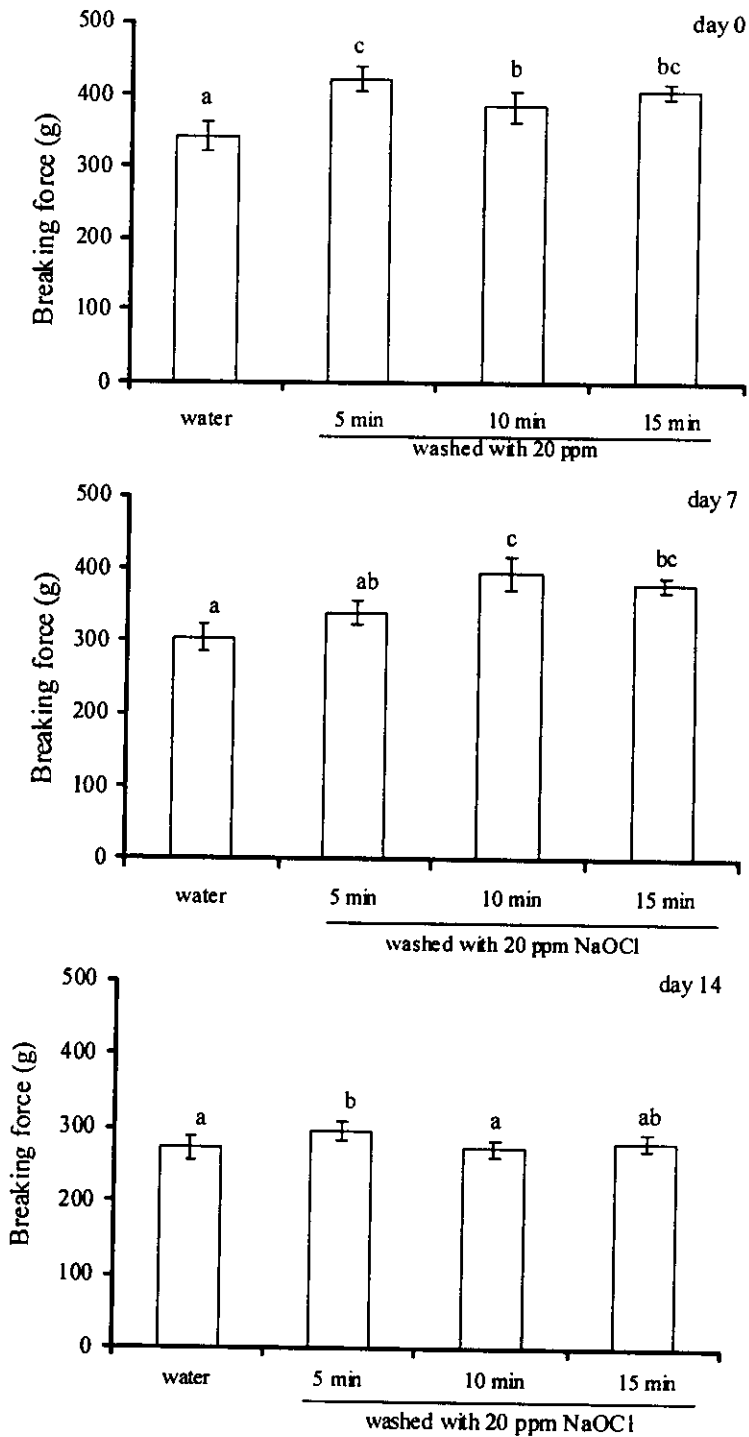 day 0
500
400
300
200
100
0
Breaking force (g)
a
c
b
bc
water
5 min
10 min
15 min
washed with 20 ppm
day 7
500
400
300
200
100
0
Breaking force (g)
a
ab
c
bc
water
5 min
10 min
15 min
washed with 20 ppm NaOCl
day 14
500
400
300
200
100
0
Breaking force (g)
a
b
a
ab
water
5 min
10 min
15 min
washed with 20 ppm NaOCl